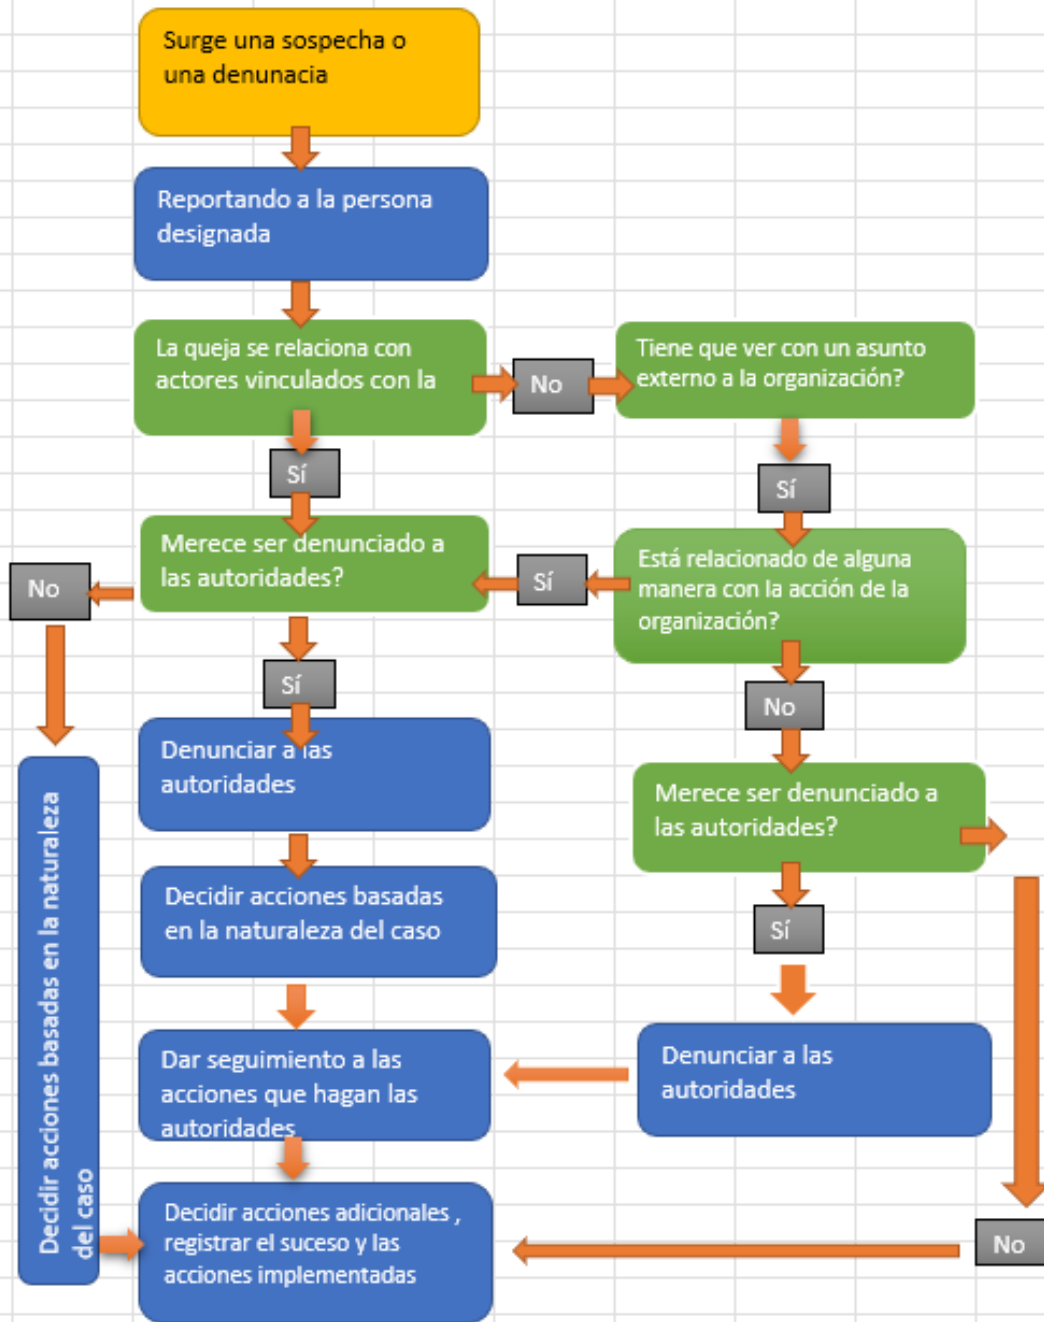 Surge una sospecha o
una denunacia
Reportando a la persona
designada
La queja se relaciona con
actores vinculados con la
No
Tiene que ver con un asunto
externo a la organización?
Sí
Sí
Merece ser denunciado a
las autoridades?
No
Sí
Está relacionado de alguna
manera con la acción de la
organización?
Sí
No
Denunciar a las
autoridades
Merece ser denunciado a
las autoridades?
Decidir acciones basadas
en la naturaleza del caso
Sí
Decidir acciones basadas en la naturaleza
del caso
Dar seguimiento a las
acciones que hagan las
autoridades
Denunciar a las
autoridades
Decidir acciones adicionales ,
registrar el suceso y las
acciones implementadas
No